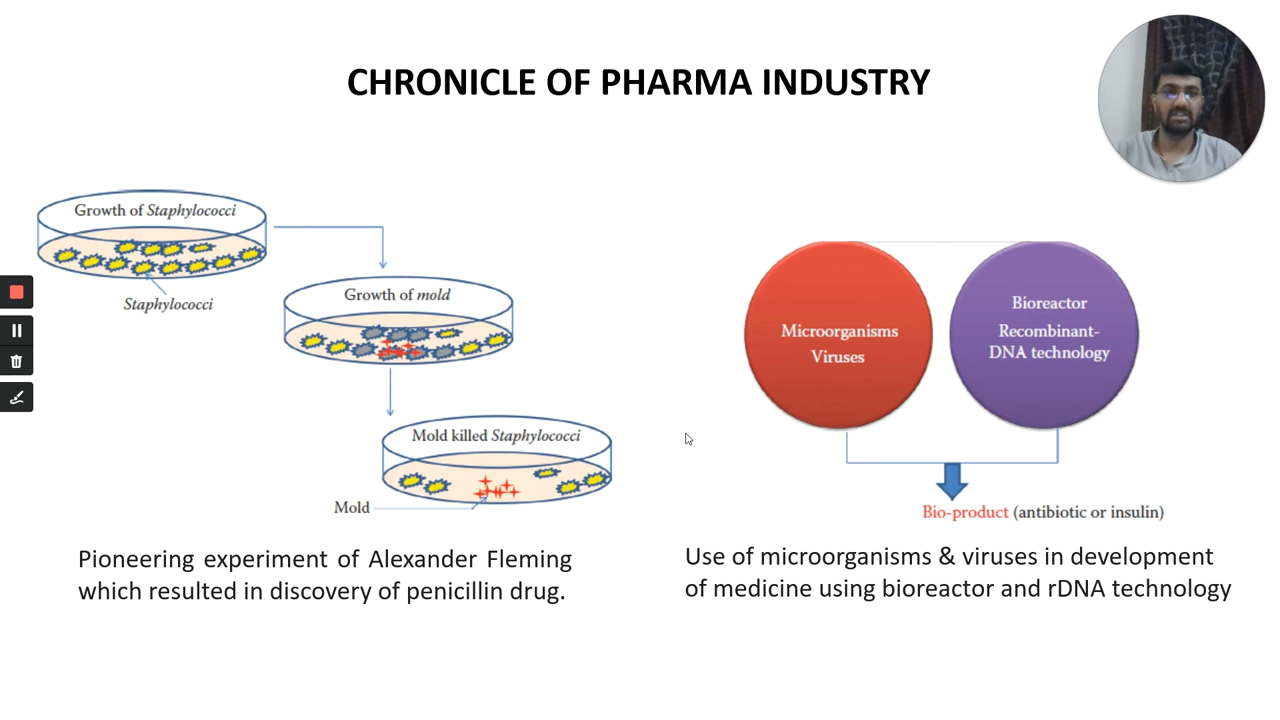 CHRONICLE OF PHARMA INDUSTRY
Growth of Staphylococci
Staphylococci
Growth of mold
Mold killed Staphylococci
Mold
Pioneering experiment of Alexander Fleming
which resulted in discovery of penicillin drug.
Microorganisms
Viruses
Bioreactor
Recombinant-
DNA technology
Bio-product (antibiotic or insulin)
Use of microorganisms & viruses in development
of medicine using bioreactor and rDNA technology